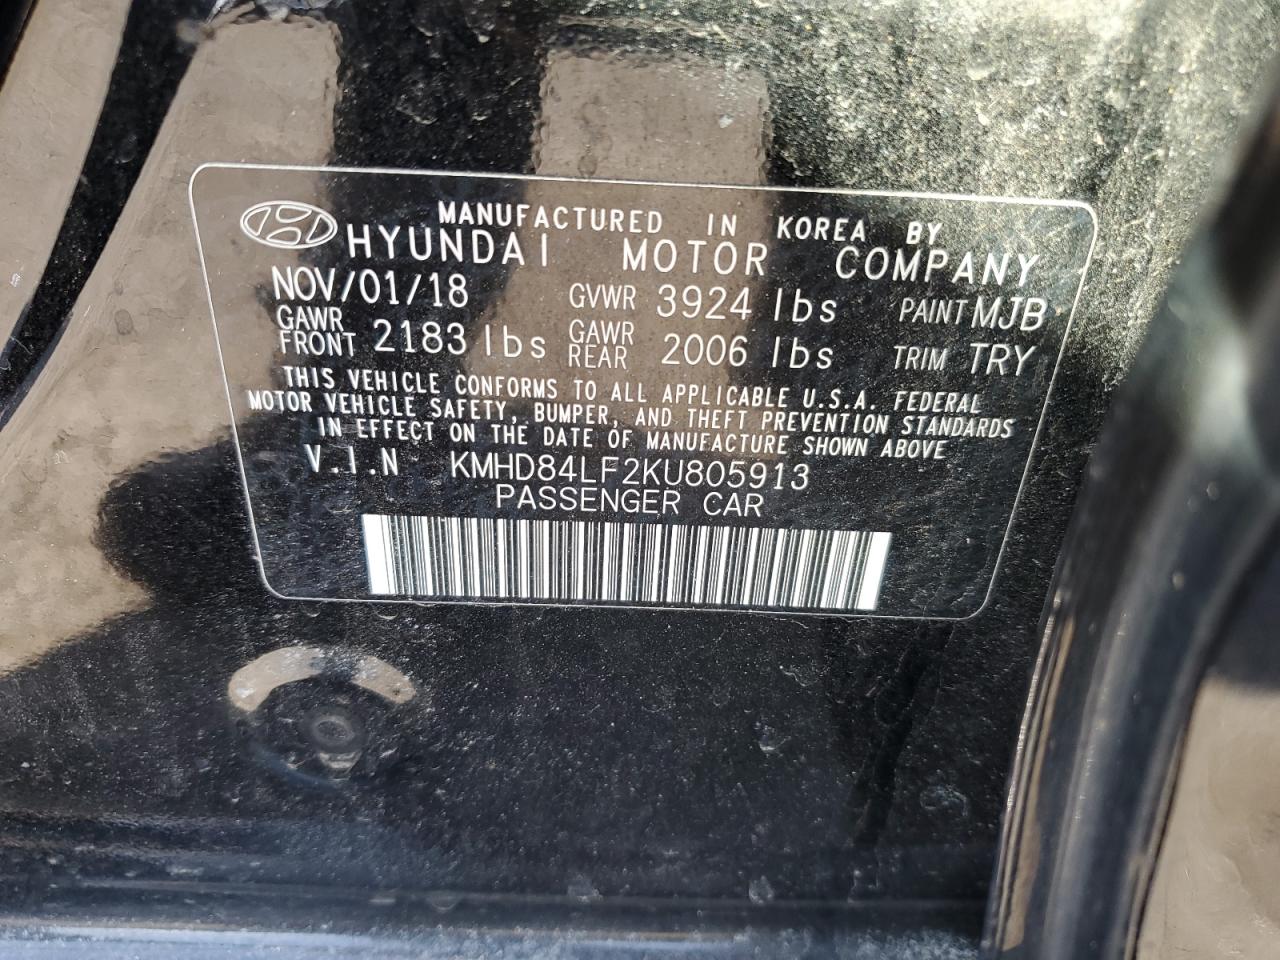 MANUFACTURED IN KOREA BY
HYUNDAI MOTOR COMPANY
NOV/01/18 GVWR 3924 lbs PAINT MJB
GAWR FRONT 2183 lbs GAWR REAR 2006 lbs TRIM TRY
THIS VEHICLE CONFORMS TO ALL APPLICABLE U.S.A. FEDERAL
MOTOR VEHICLE SAFETY, BUMPER, AND THEFT PREVENTION STANDARDS
IN EFFECT ON THE DATE OF MANUFACTURE SHOWN ABOVE
V.I.N KMHD84LF2KU805913
PASSENGER CAR